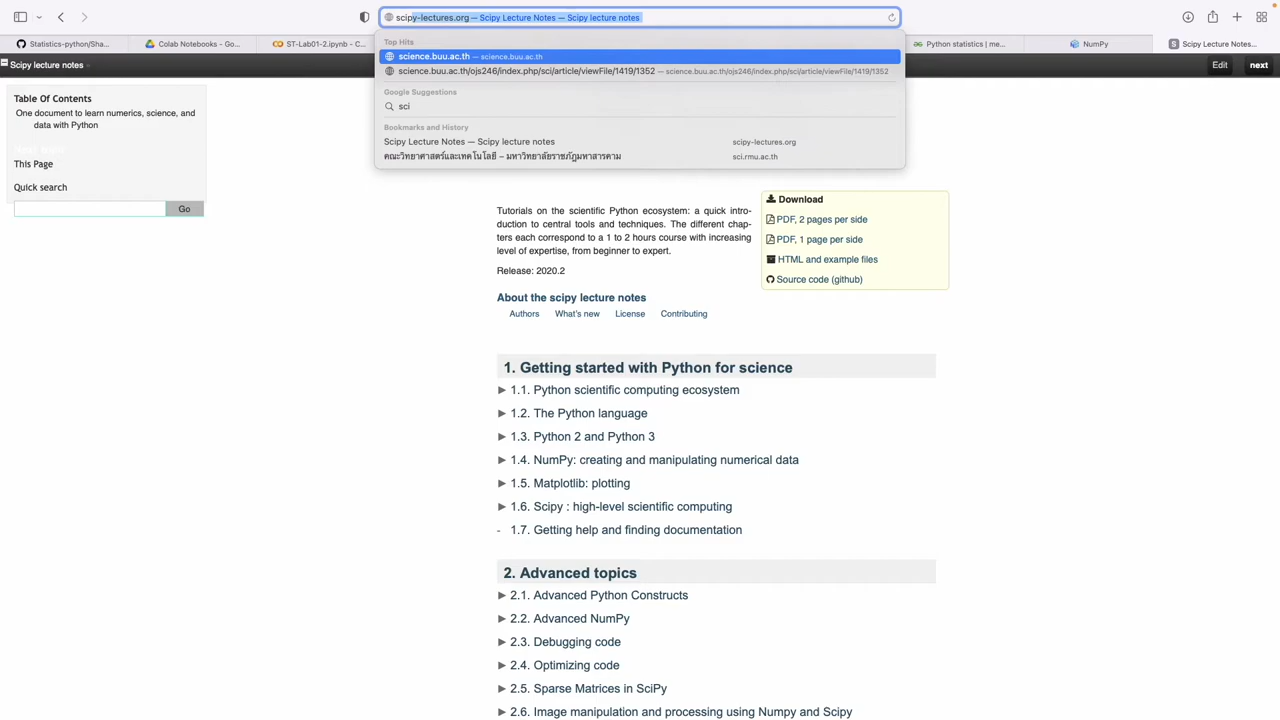 scipy-lectures.org — Scipy Lecture Notes — Scipy lecture notes
Statistics-python/Sha...
Colab Notebooks - Go...
ST-Lab01-2.ipynb - C...
Python statistics | me...
NumPy
Scipy Lecture Notes...
Top Hits
science.buu.ac.th — science.buu.ac.th
science.buu.ac.th/ojs246/index.php/sci/article/viewFile/1419/1352 — science.buu.ac.th/ojs246/index.php/sci/article/viewFile/1419/1352
Google Suggestions
sci
Bookmarks and History
Scipy Lecture Notes — Scipy lecture notes scipy-lectures.org
คณะวิทยาศาสตร์และเทคโนโลยี – มหาวิทยาลัยราชภัฏมหาสารคาม sci.rmu.ac.th
Scipy lecture notes
Edit
next
Table Of Contents
One document to learn numerics, science, and
data with Python
This Page
Quick search
Go
Tutorials on the scientific Python ecosystem: a quick intro-
duction to central tools and techniques. The different chap-
ters each correspond to a 1 to 2 hours course with increasing
level of expertise, from beginner to expert.
Release: 2020.2
Download
PDF, 2 pages per side
PDF, 1 page per side
HTML and example files
Source code (github)
About the scipy lecture notes
Authors What's new License Contributing
1. Getting started with Python for science
1.1. Python scientific computing ecosystem
1.2. The Python language
1.3. Python 2 and Python 3
1.4. NumPy: creating and manipulating numerical data
1.5. Matplotlib: plotting
1.6. Scipy : high-level scientific computing
1.7. Getting help and finding documentation
2. Advanced topics
2.1. Advanced Python Constructs
2.2. Advanced NumPy
2.3. Debugging code
2.4. Optimizing code
2.5. Sparse Matrices in SciPy
2.6. Image manipulation and processing using Numpy and Scipy